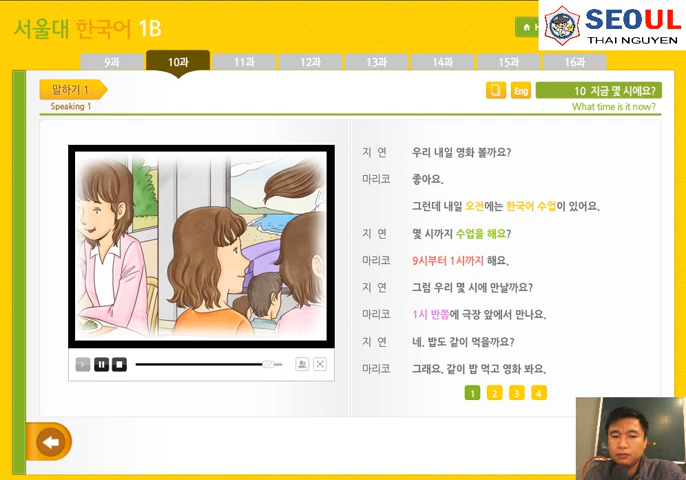 서울대 한국어 1B
SEOUL
THAI NGUYEN
9과
10과
11과
12과
13과
14과
15과
16과
말하기 1
Speaking 1
Eng
10 지금 몇 시예요?
What time is it now?
지 연 우리 내일 영화 볼까요?
마리코 좋아요.
그런데 내일 오전에는 한국어 수업이 있어요.
지 연 몇 시까지 수업을 해요?
마리코 9시부터 1시까지 해요.
지 연 그럼 우리 몇 시에 만날까요?
마리코 1시 반쯤에 극장 앞에서 만나요.
지 연 네. 밥도 같이 먹을까요?
마리코 그래요. 같이 밥 먹고 영화 봐요.
1 2 3 4